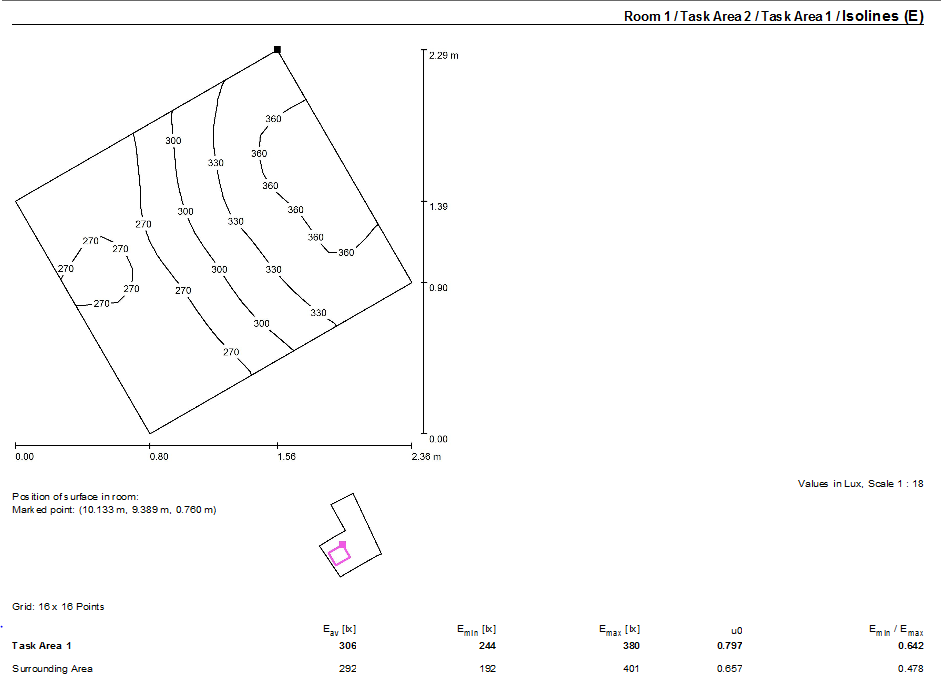 Room 1 / Task Area 2 / Task Area 1 / Isolines (E)
2.29 m
360
300
360
330
360
1.39
300
360
330
270
360
270
270
360
270
300
330
0.90
270
270
270
330
300
270
0.00
0.00
0.80
1.56
2.38 m
Values in Lux, Scale 1 : 18
Position of surface in room:
Marked point: (10.133 m, 9.389 m, 0.760 m)
Grid: 16 x 16 Points
Eav [lx] Emin [lx] Emax [lx] u0 Emin / Emax
Task Area 1 306 244 380 0.797 0.642
Surrounding Area 292 192 401 0.657 0.478